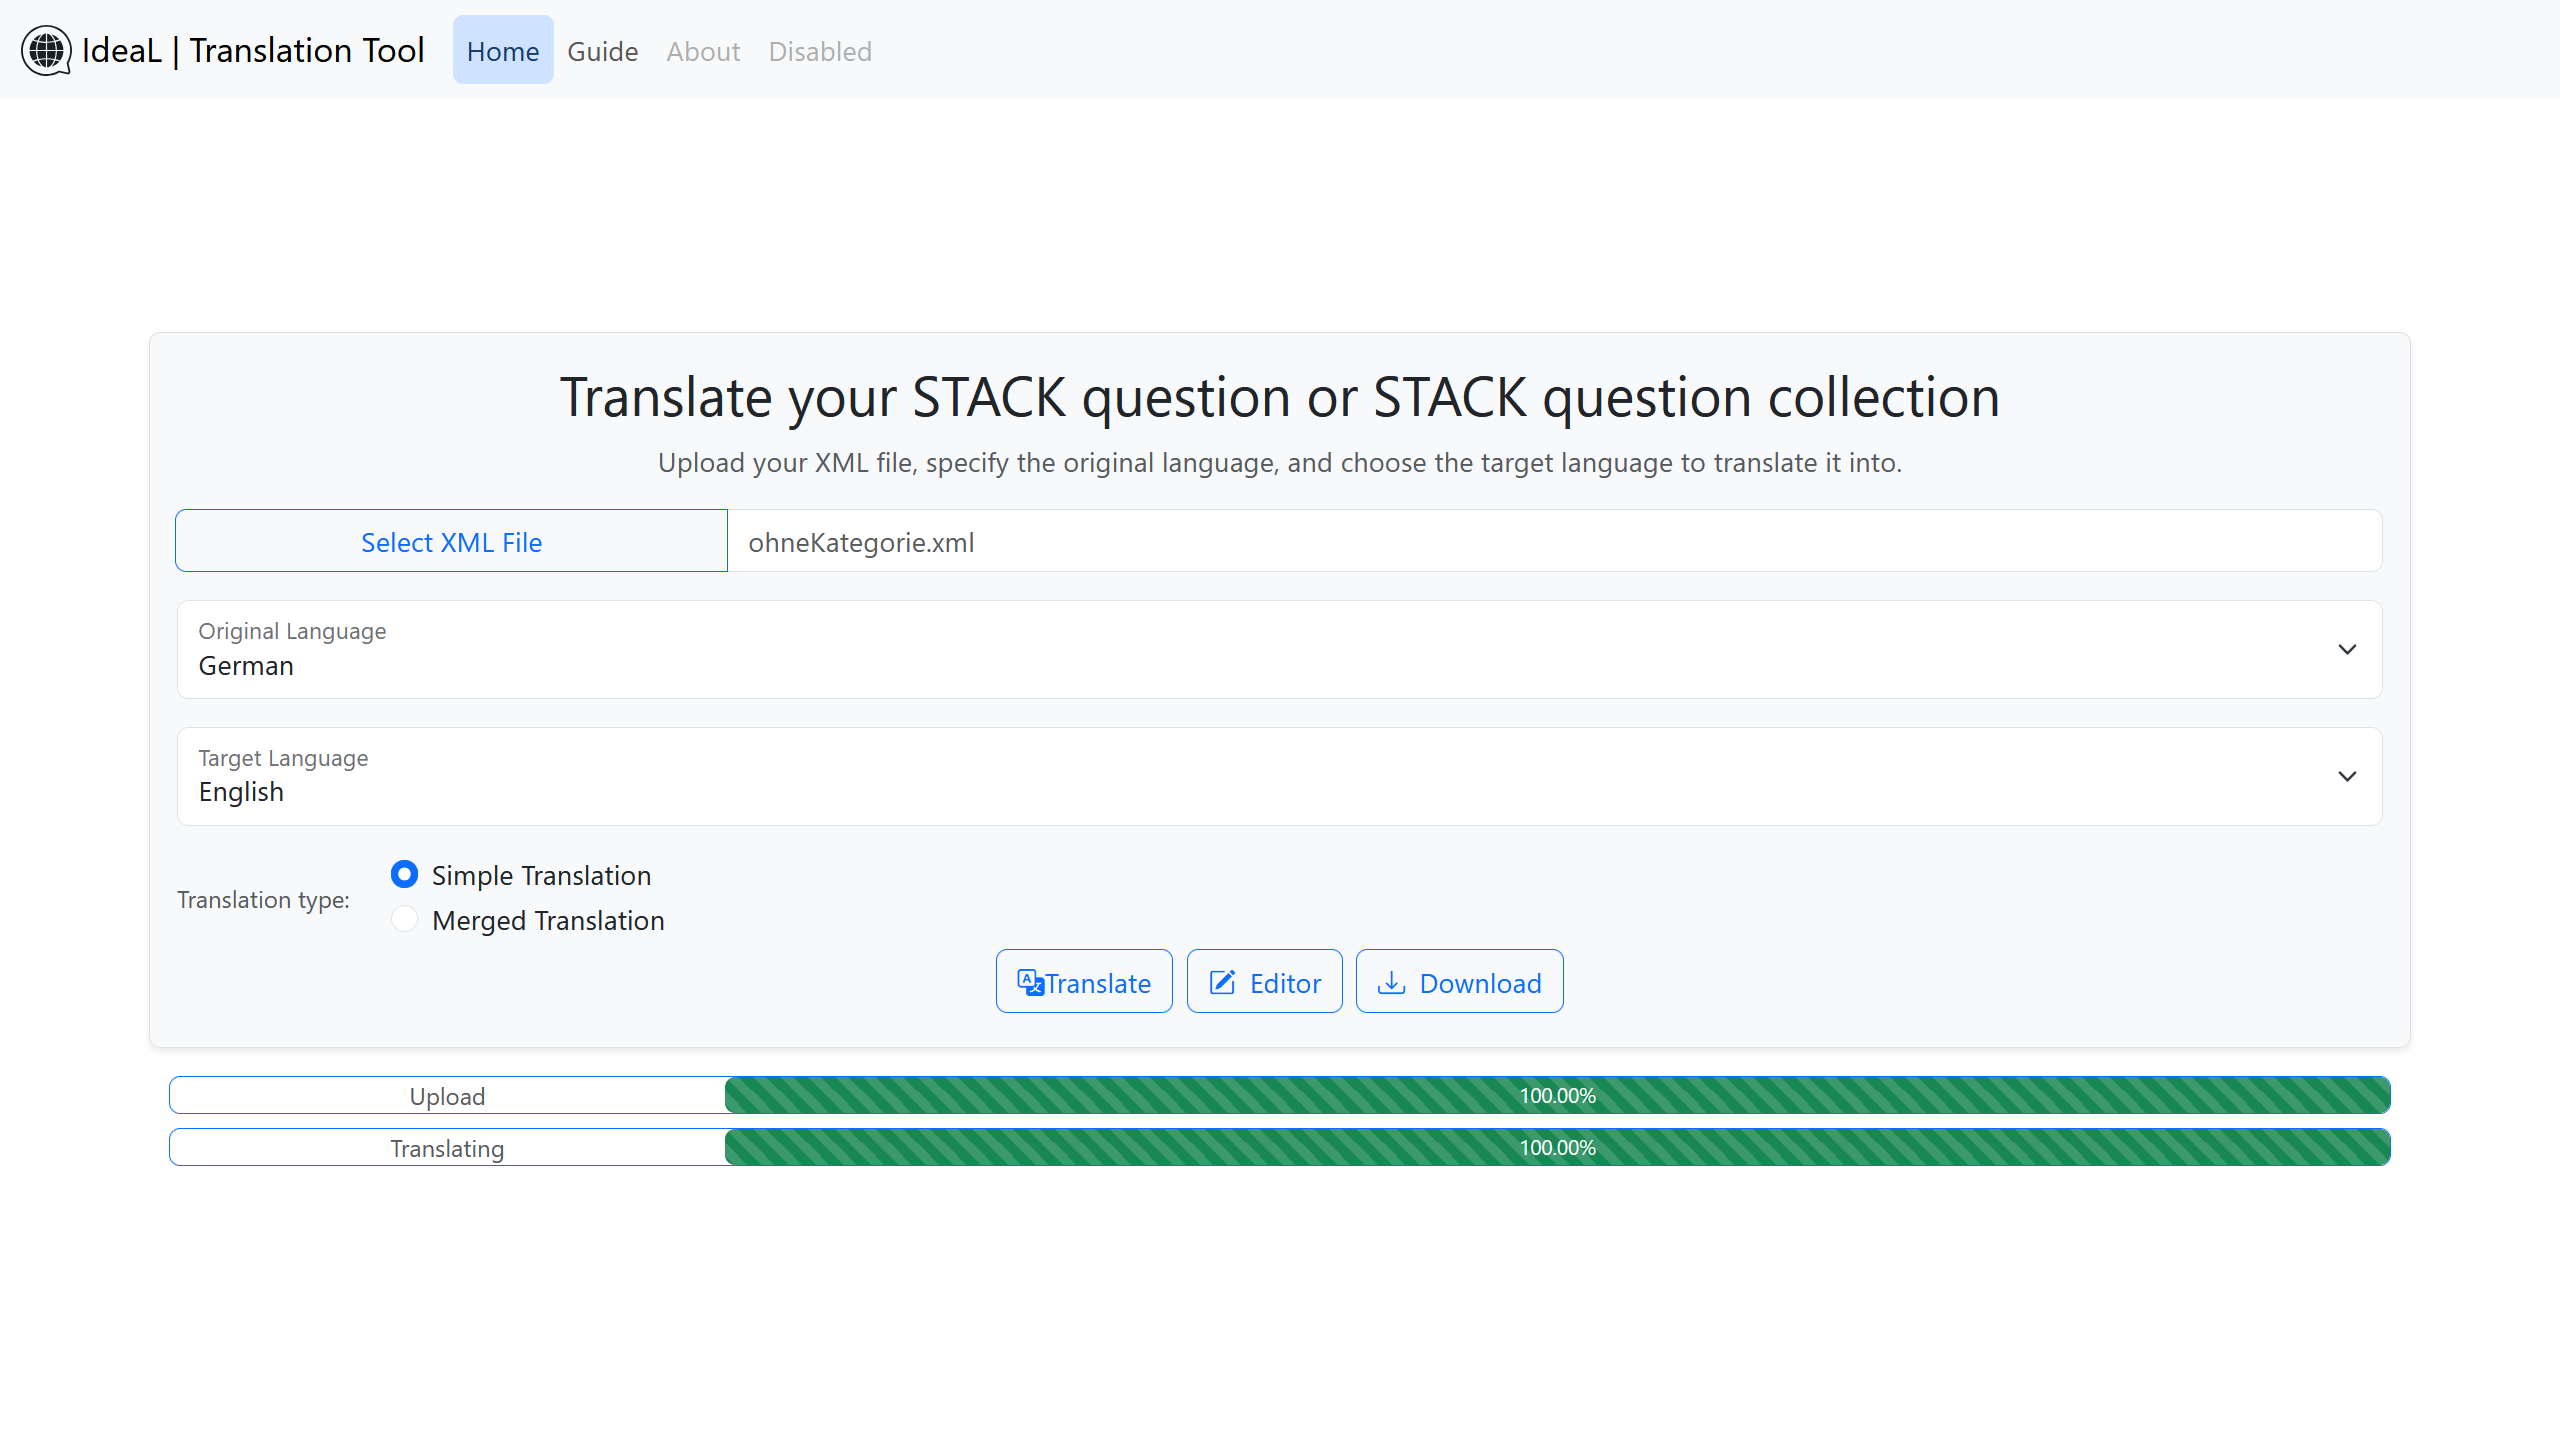 IdeaL | Translation Tool Home Guide About Disabled
Translate your STACK question or STACK question collection
Upload your XML file, specify the original language, and choose the target language to translate it into.
Select XML File ohneKategorie.xml
Original Language
German
Target Language
English
Translation type:
Simple Translation
Merged Translation
Translate Editor Download
Upload 100.00%
Translating 100.00%